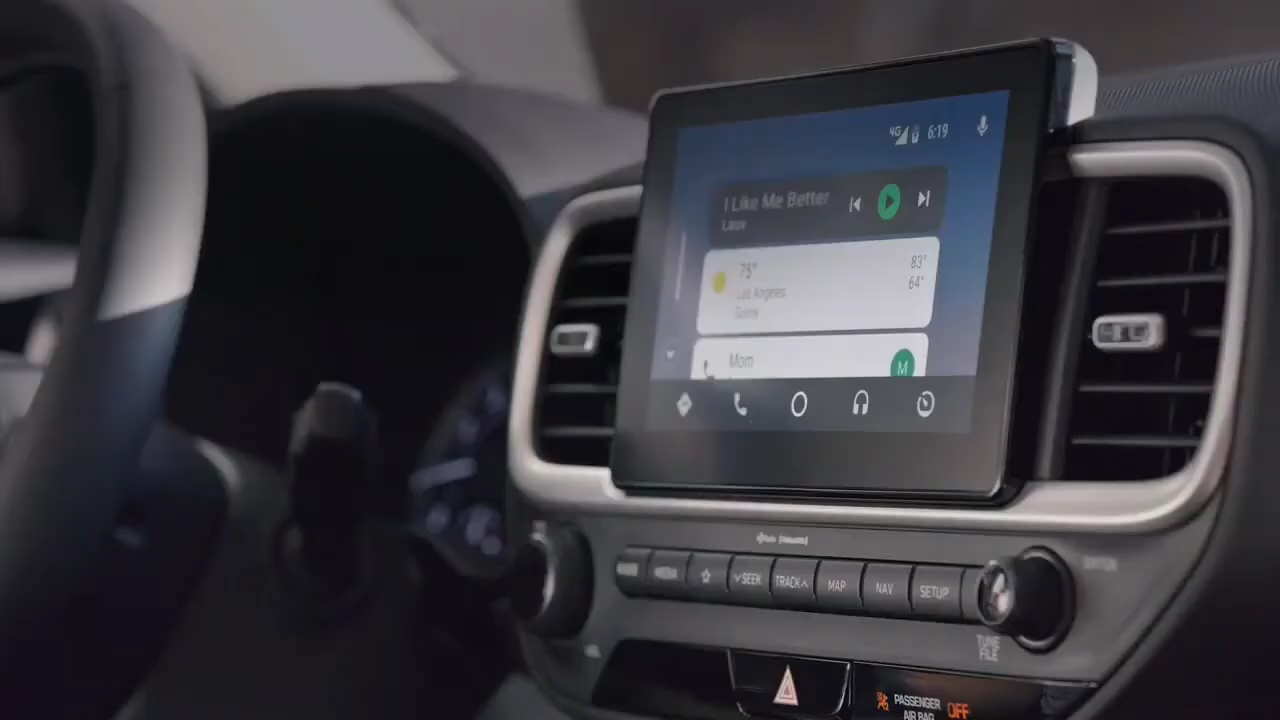 4G 6:19
I Like Me Better
Lauv
75° 83°
Los Angeles 64°
Sunny
Mom
M
SEEK TRACK MAP NAV SETUP
TUNE
FILE
PASSENGER
AIR BAG OFF